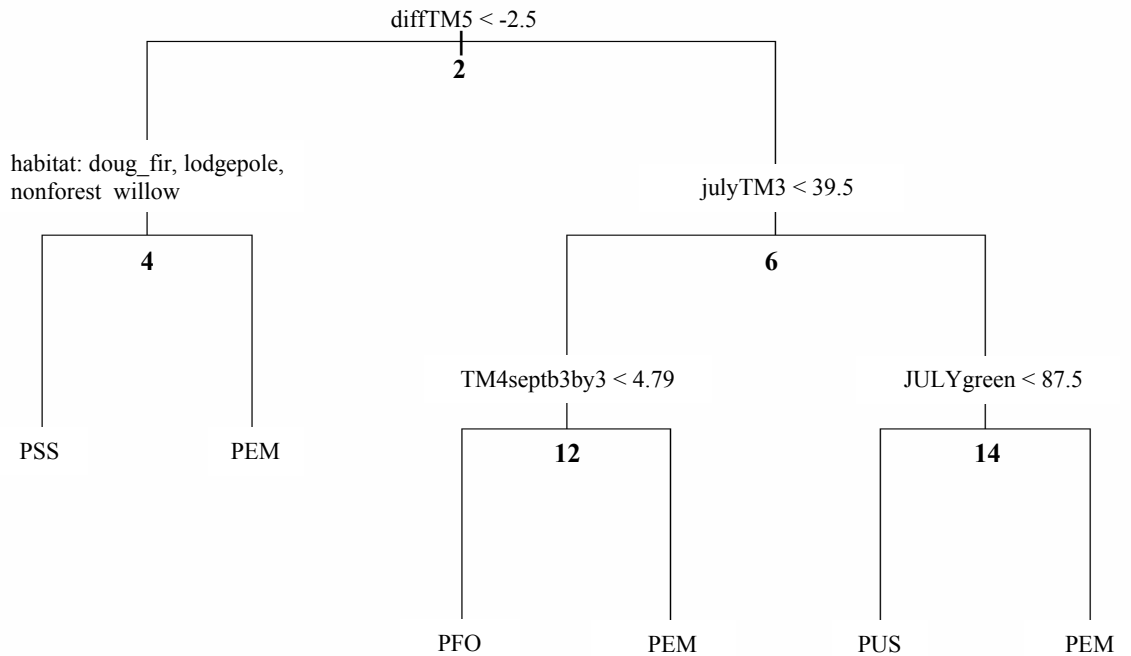 diffTM5 < -2.5
2
habitat: doug_fir, lodgepole,
nonforest willow
julyTM3 < 39.5
4
6
TM4septb3by3 < 4.79
JULYgreen < 87.5
PSS
PEM
12
14
PFO
PEM
PUS
PEM